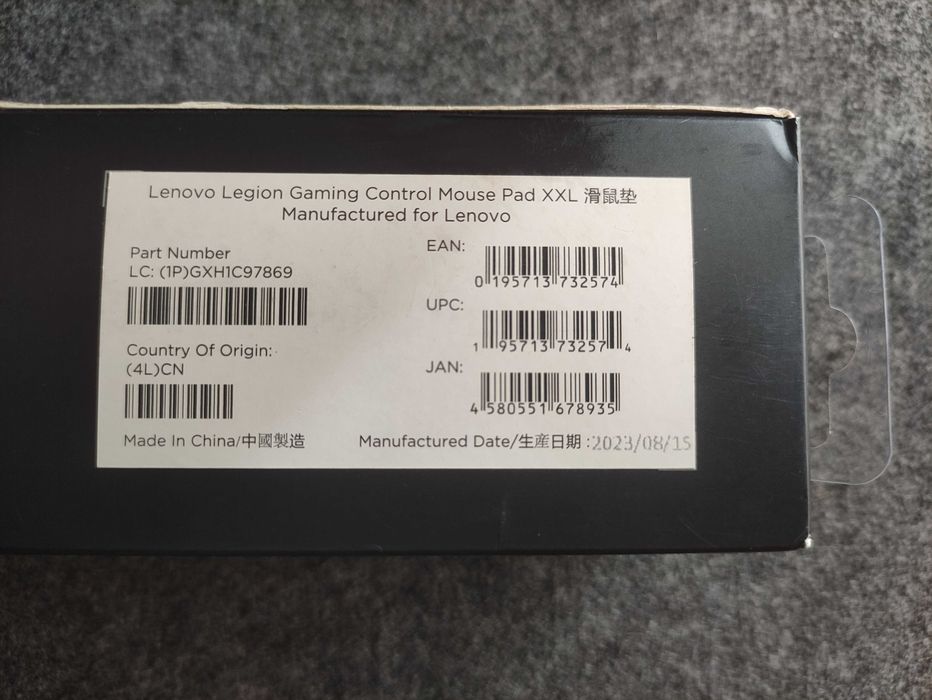 Lenovo Legion Gaming Control Mouse Pad XXL 滑鼠垫
Manufactured for Lenovo
Part Number
LC: (1P)GXH1C97869
Country Of Origin:
(4L)CN
Made In China/中國製造
EAN:
0 195713 732574
UPC:
1 95713 73257 4
JAN:
4 580551 678935
Manufactured Date/生産日期 :2023/08/15